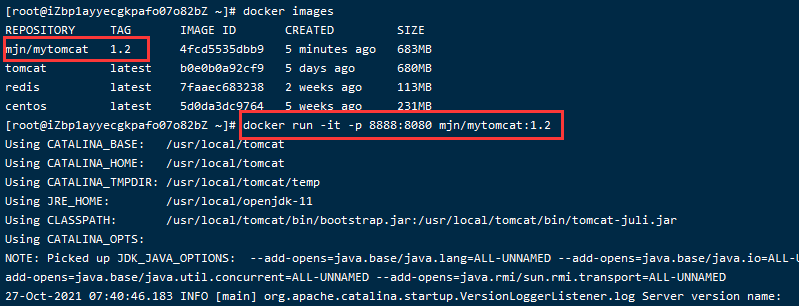 [root@iZbp1ayyecgkpafo07o82bZ ~]# docker images
REPOSITORY TAG IMAGE ID CREATED SIZE
mjn/mytomcat 1.2 4fcd5535dbb9 5 minutes ago 683MB
tomcat latest b0e0b0a92cf9 5 days ago 680MB
redis latest 7faaec683238 2 weeks ago 113MB
centos latest 5d0da3dc9764 5 weeks ago 231MB
[root@iZbp1ayyecgkpafo07o82bZ ~]# docker run -it -p 8888:8080 mjn/mytomcat:1.2
Using CATALINA_BASE: /usr/local/tomcat
Using CATALINA_HOME: /usr/local/tomcat
Using CATALINA_TMPDIR: /usr/local/tomcat/temp
Using JRE_HOME: /usr/local/openjdk-11
Using CLASSPATH: /usr/local/tomcat/bin/bootstrap.jar:/usr/local/tomcat/bin/tomcat-juli.jar
Using CATALINA_OPTS:
NOTE: Picked up JDK_JAVA_OPTIONS: --add-opens=java.base/java.lang=ALL-UNNAMED --add-opens=java.base/java.io=ALL-U
add-opens=java.base/java.util.concurrent=ALL-UNNAMED --add-opens=java.rmi/sun.rmi.transport=ALL-UNNAMED
27-Oct-2021 07:40:46.183 INFO [main] org.apache.catalina.startup.VersionLoggerListener.log Server version name: